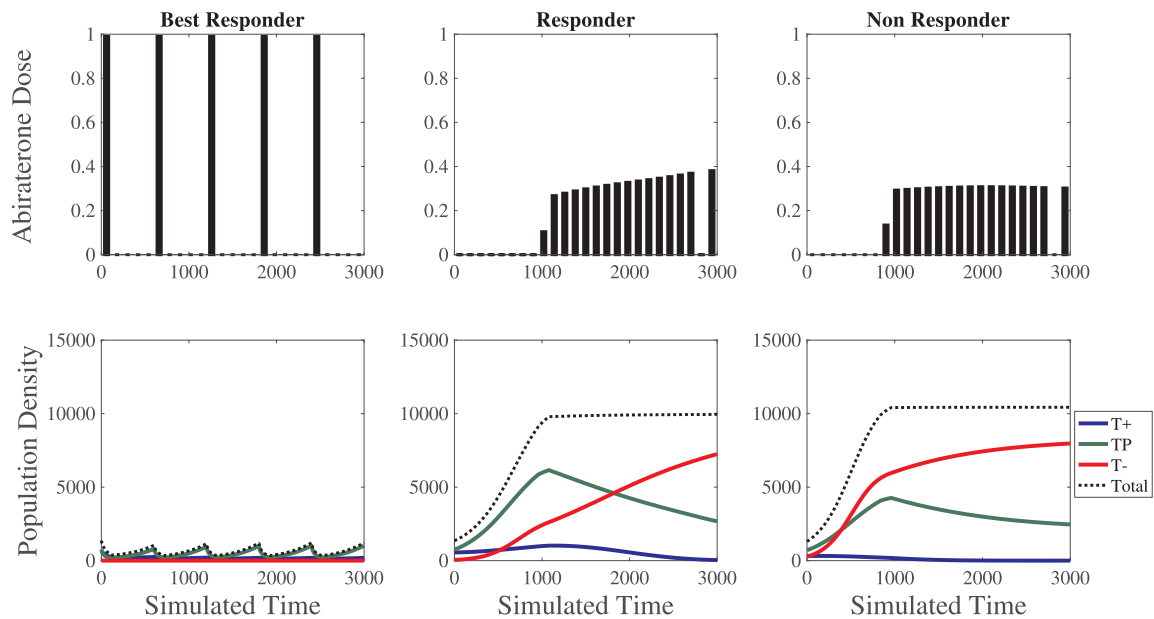 Best Responder Responder Non Responder
Abiraterone Dose
1 1 1
0.8 0.8 0.8
0.6 0.6 0.6
0.4 0.4 0.4
0.2 0.2 0.2
0 0 0
0 1000 2000 3000 0 1000 2000 3000 0 1000 2000 3000
Population Density
15000 15000 15000
10000 10000 10000
5000 5000 5000
0 0 0
0 1000 2000 3000 0 1000 2000 3000 0 1000 2000 3000
Simulated Time Simulated Time Simulated Time
T+
TP
T-
Total